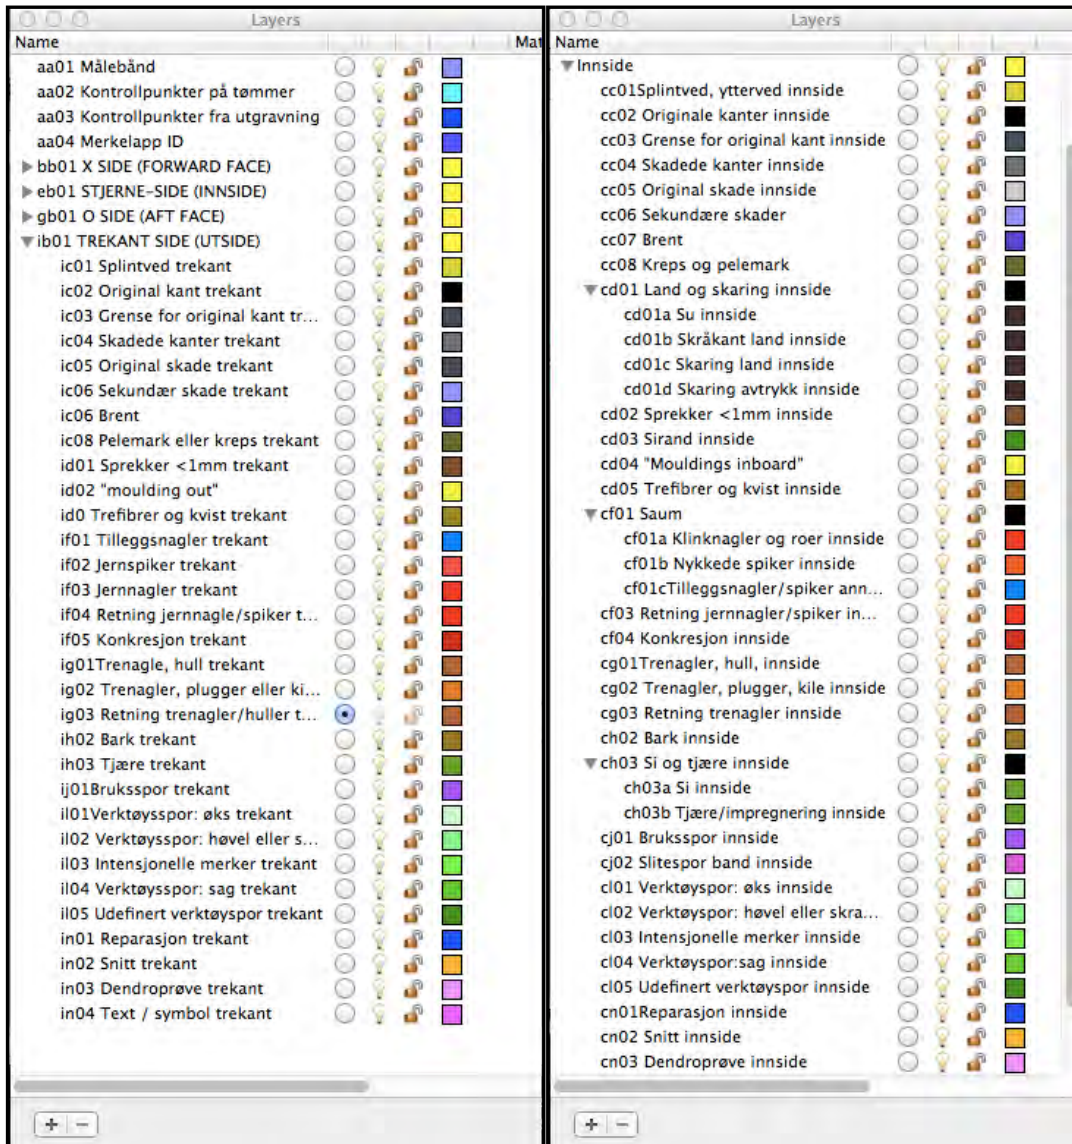 Layers
Name
Mat
aa01 Målebånd
aa02 Kontrollpunkter på tømmer
aa03 Kontrollpunkter fra utgravning
aa04 Merkelapp ID
bb01 X SIDE (FORWARD FACE)
eb01 STJERNE-SIDE (INNSIDE)
gb01 O SIDE (AFT FACE)
ib01 TREKANT SIDE (UTSIDE)
ic01 Splintved trekant
ic02 Original kant trekant
ic03 Grense for original kant tr...
ic04 Skadede kanter trekant
ic05 Original skade trekant
ic06 Sekundær skade trekant
ic06 Brent
ic08 Pelemark eller kreps trekant
id01 Sprekker <1mm trekant
id02 "moulding out"
id0 Trefibrer og kvist trekant
if01 Tilleggsnagler trekant
if02 Jernspiker trekant
if03 Jernnagler trekant
if04 Retning jernnagle/spiker t...
if05 Konkresjon trekant
ig01Trenagle, hull trekant
ig02 Trenagler, plugger eller ki...
ig03 Retning trenagler/huller t...
ih02 Bark trekant
ih03 Tjære trekant
ij01Bruksspor trekant
il01Verktøysspor: øks trekant
il02 Verktøysspor: høvel eller s...
il03 Intensjonelle merker trekant
il04 Verktøysspor: sag trekant
il05 Udefinert verktøyspor trekant
in01 Reparasjon trekant
in02 Snitt trekant
in03 Dendroprøve trekant
in04 Text / symbol trekant
+ −
Layers
Name
Innside
cc01Splintved, ytterved innside
cc02 Originale kanter innside
cc03 Grense for original kant innside
cc04 Skadede kanter innside
cc05 Original skade innside
cc06 Sekundære skader
cc07 Brent
cc08 Kreps og pelemark
cd01 Land og skaring innside
cd01a Su innside
cd01b Skråkant land innside
cd01c Skaring land innside
cd01d Skaring avtrykk innside
cd02 Sprekker <1mm innside
cd03 Sirand innside
cd04 "Mouldings inboard"
cd05 Trefibrer og kvist innside
cf01 Saum
cf01a Klinknagler og roer innside
cf01b Nykkede spiker innside
cf01cTilleggsnagler/spiker ann...
cf03 Retning jernnagler/spiker in...
cf04 Konkresjon innside
cg01Trenagler, hull, innside
cg02 Trenagler, plugger, kile innside
cg03 Retning trenagler innside
ch02 Bark innside
ch03 Si og tjære innside
ch03a Si innside
ch03b Tjære/impregnering innside
cj01 Bruksspor innside
cj02 Slitespor band innside
cl01 Verktøyspor: øks innside
cl02 Verktøyspor: høvel eller skra...
cl03 Intensjonelle merker innside
cl04 Verktøyspor:sag innside
cl05 Udefinert verktøyspor innside
cn01Reparasjon innside
cn02 Snitt innside
cn03 Dendroprøve innside
+ −